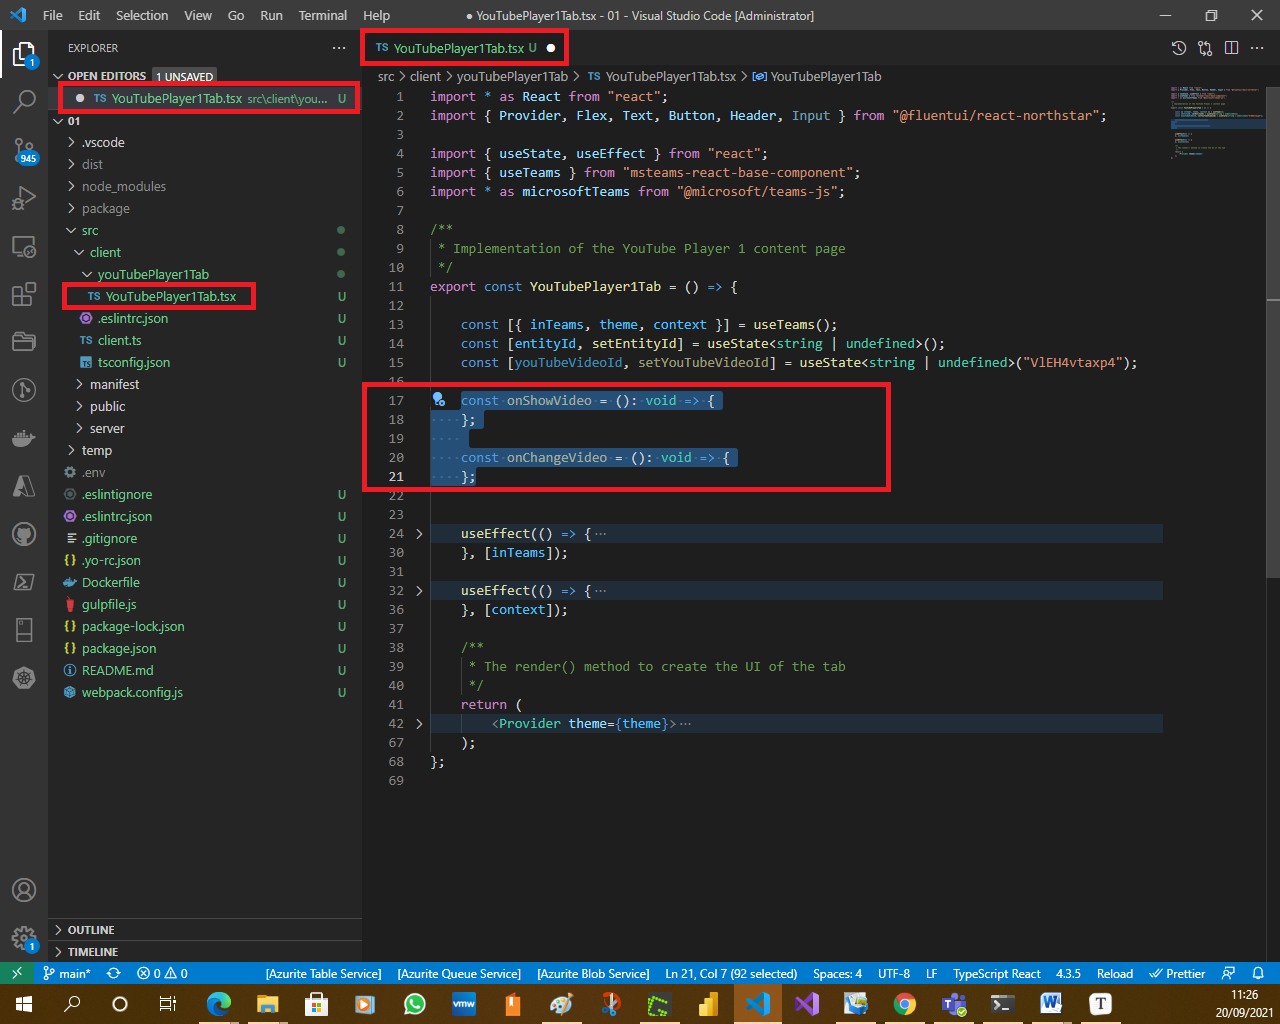 File Edit Selection View Go Run Terminal Help
● YouTubePlayer1Tab.tsx - 01 - Visual Studio Code [Administrator]
EXPLORER ···
OPEN EDITORS 1 UNSAVED
● TS YouTubePlayer1Tab.tsx src\client\you... U
01
.vscode
dist
node_modules
package
src
client
youTubePlayer1Tab
TS YouTubePlayer1Tab.tsx U
.eslintrc.json U
TS client.ts U
TS tsconfig.json U
manifest
public
server
temp
.env
.eslintignore U
.eslintrc.json U
.gitignore U
{} .yo-rc.json U
Dockerfile U
gulpfile.js U
{} package-lock.json U
{} package.json U
README.md U
webpack.config.js U
OUTLINE
TIMELINE
1
945
1
TS YouTubePlayer1Tab.tsx U ●
src > client > youTubePlayer1Tab > TS YouTubePlayer1Tab.tsx > YouTubePlayer1Tab
1 import * as React from "react";
2 import { Provider, Flex, Text, Button, Header, Input } from "@fluentui/react-northstar";
3
4 import { useState, useEffect } from "react";
5 import { useTeams } from "msteams-react-base-component";
6 import * as microsoftTeams from "@microsoft/teams-js";
7
8 /**
9 * Implementation of the YouTube Player 1 content page
10 */
11 export const YouTubePlayer1Tab = () => {
12
13 const [{ inTeams, theme, context }] = useTeams();
14 const [entityId, setEntityId] = useState<string | undefined>();
15 const [youTubeVideoId, setYouTubeVideoId] = useState<string | undefined>("VlEH4vtaxp4");
16
17 const onShowVideo = (): void => {
18 };
19
20 const onChangeVideo = (): void => {
21 };
22
23
24 > useEffect(() => {···
30 }, [inTeams]);
31
32 > useEffect(() => {···
36 }, [context]);
37
38 /**
39 * The render() method to create the UI of the tab
40 */
41 return (
42 > <Provider theme={theme}>···
67 );
68 };
69
main* 0 0 [Azurite Table Service] [Azurite Queue Service] [Azurite Blob Service] Ln 21, Col 7 (92 selected) Spaces: 4 UTF-8 LF TypeScript React 4.3.5 Reload Prettier
vmw
W
T
11:26
20/09/2021